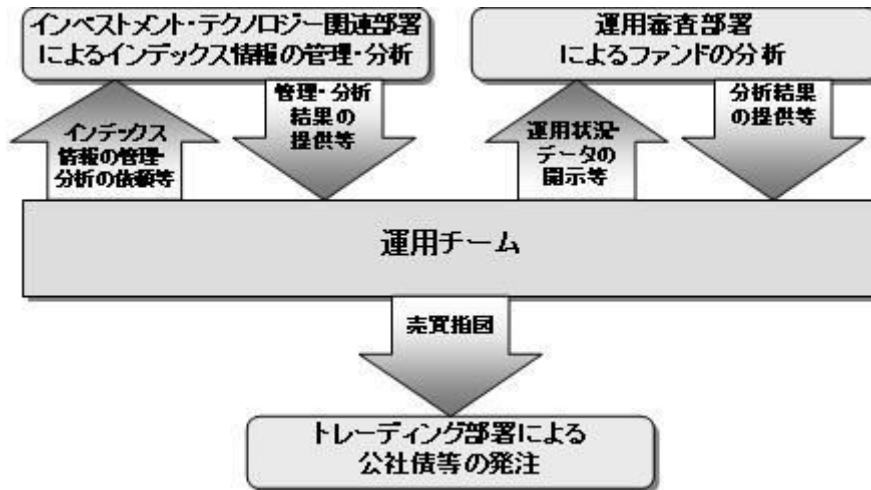 インベストメント・テクノロジー関連部署
によるインデックス情報の管理・分析
運用審査部署
によるファンドの分析
インデックス
情報の管理・
分析の依頼等
管理・分析
結果の
提供等
運用状況・
データの
開示等
分析結果
の提供等
運用チーム
売買指図
トレーディング部署による
公社債等の発注